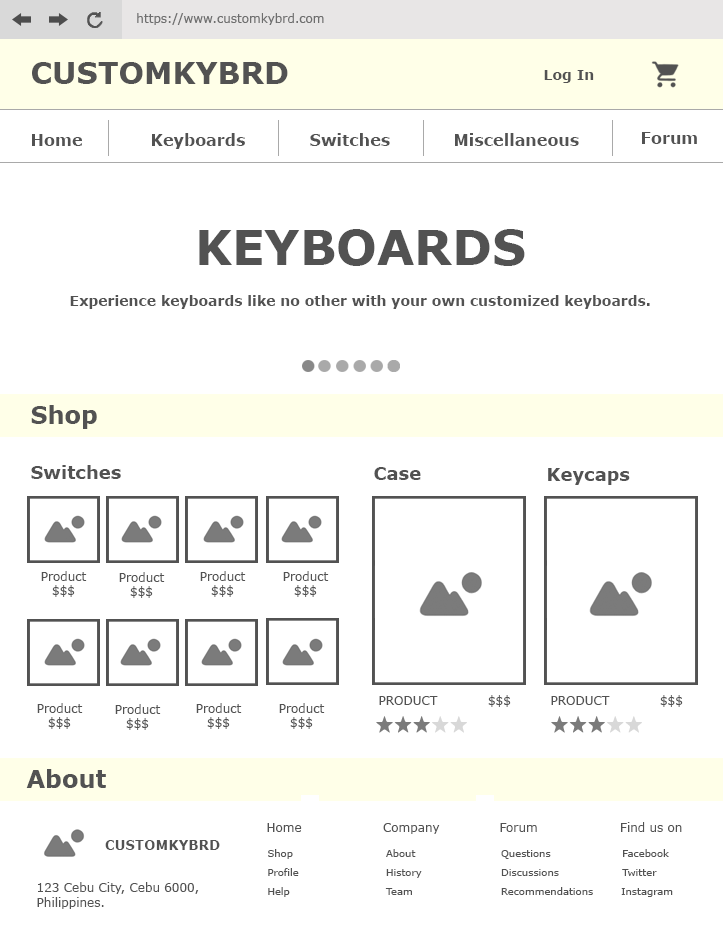 https://www.customkybrd.com
CUSTOMKYBRD
Log In
Home
Keyboards
Switches
Miscellaneous
Forum
KEYBOARDS
Experience keyboards like no other with your own customized keyboards.
Shop
Switches
Case
Keycaps
Product
$$$
Product
$$$
Product
$$$
Product
$$$
Product
$$$
Product
$$$
Product
$$$
Product
$$$
PRODUCT $$$
PRODUCT $$$
About
CUSTOMKYBRD
123 Cebu City, Cebu 6000,
Philippines.
Home
Shop
Profile
Help
Company
About
History
Team
Forum
Questions
Discussions
Recommendations
Find us on
Facebook
Twitter
Instagram